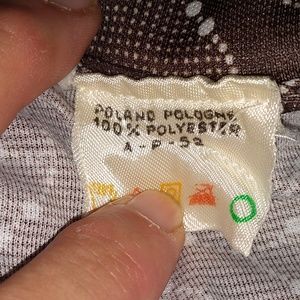 POLAND POLOGNE
100% POLYESTER
A-P-52